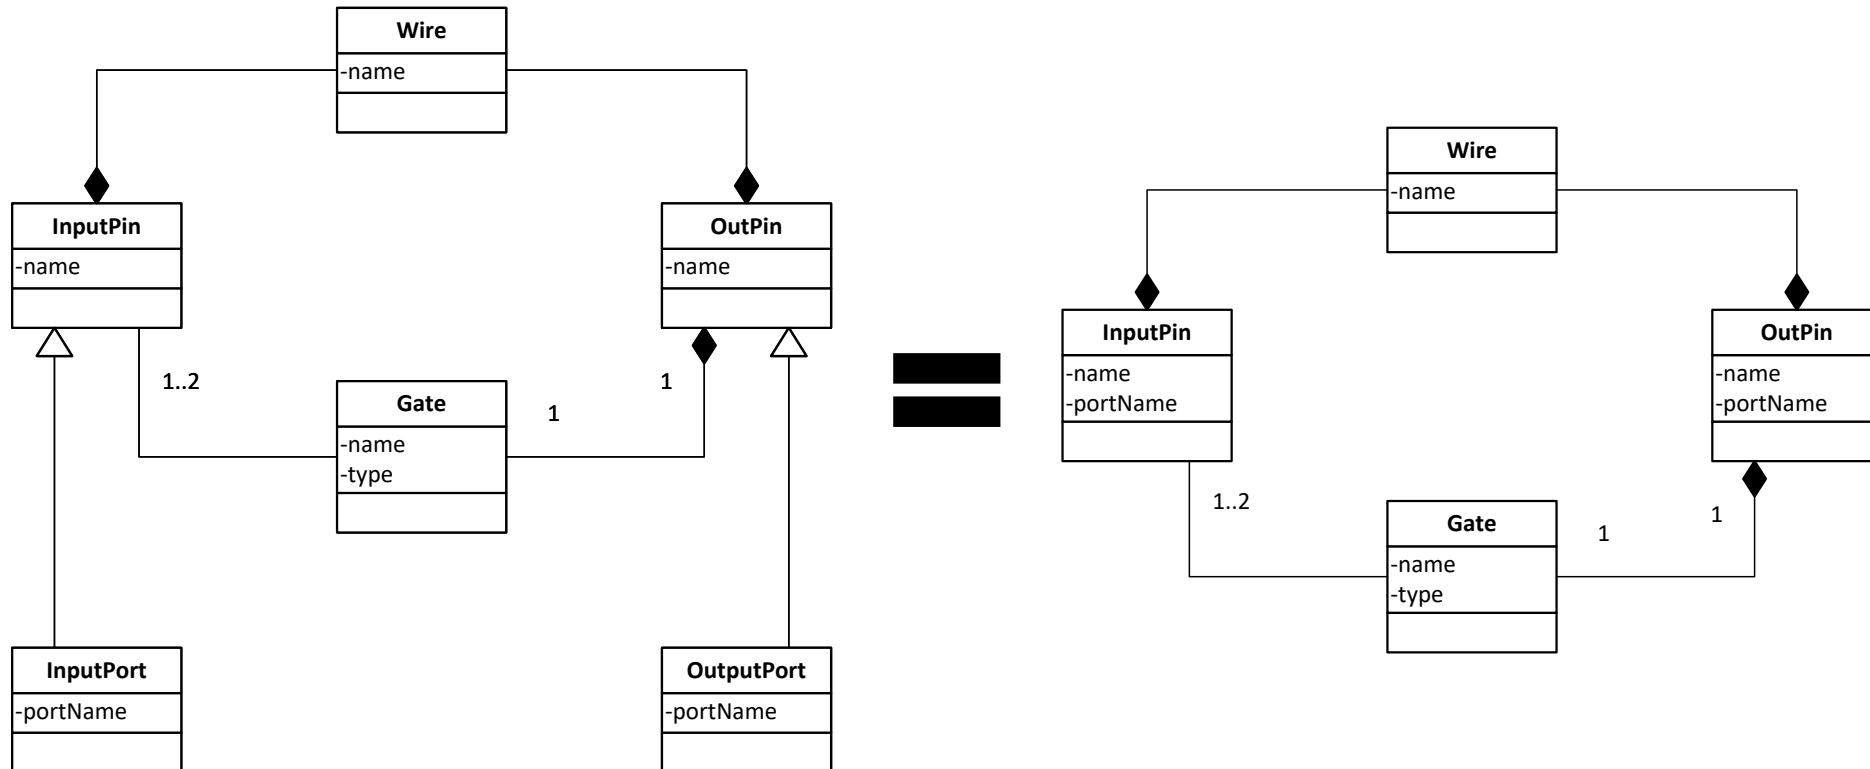 Wire
-name
InputPin
-name
OutPin
-name
1..2
1
1
Gate
-name
-type
InputPort
-portName
OutputPort
-portName
Wire
-name
InputPin
-name
-portName
OutPin
-name
-portName
1..2
1
1
Gate
-name
-type